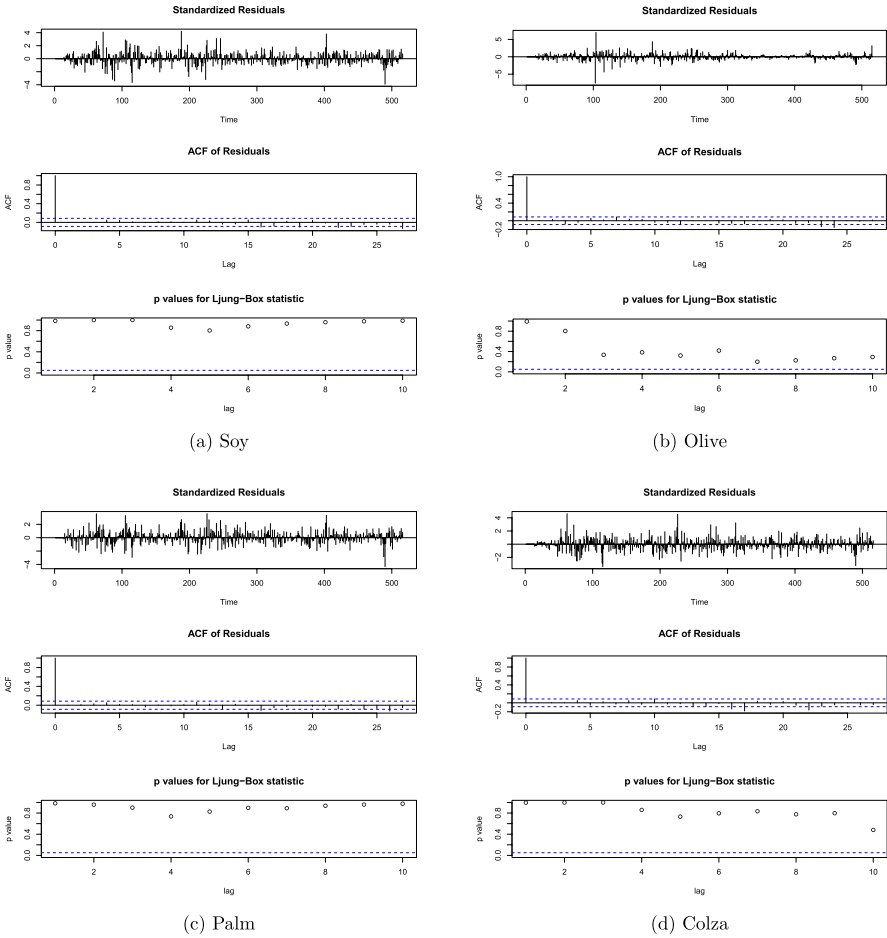 Standardized Residuals
4
2
0
−4
0 100 200 300 400 500
Time
ACF of Residuals
ACF
0.8
0.4
0.0
0 5 10 15 20 25
Lag
p values for Ljung−Box statistic
p value
0.8
0.4
0.0
2 4 6 8 10
lag
(a) Soy
Standardized Residuals
5
0
−5
0 100 200 300 400 500
Time
ACF of Residuals
ACF
1.0
0.4
−0.2
0 5 10 15 20 25
Lag
p values for Ljung−Box statistic
p value
0.8
0.4
0.0
2 4 6 8 10
lag
(b) Olive
Standardized Residuals
2
0
−4
0 100 200 300 400 500
Time
ACF of Residuals
ACF
0.8
0.4
0.0
0 5 10 15 20 25
Lag
p values for Ljung−Box statistic
p value
0.8
0.4
0.0
2 4 6 8 10
lag
(c) Palm
Standardized Residuals
4
2
−2
0 100 200 300 400 500
Time
ACF of Residuals
ACF
0.8
0.4
−0.2
0 5 10 15 20 25
Lag
p values for Ljung−Box statistic
p value
0.8
0.4
0.0
2 4 6 8 10
lag
(d) Colza